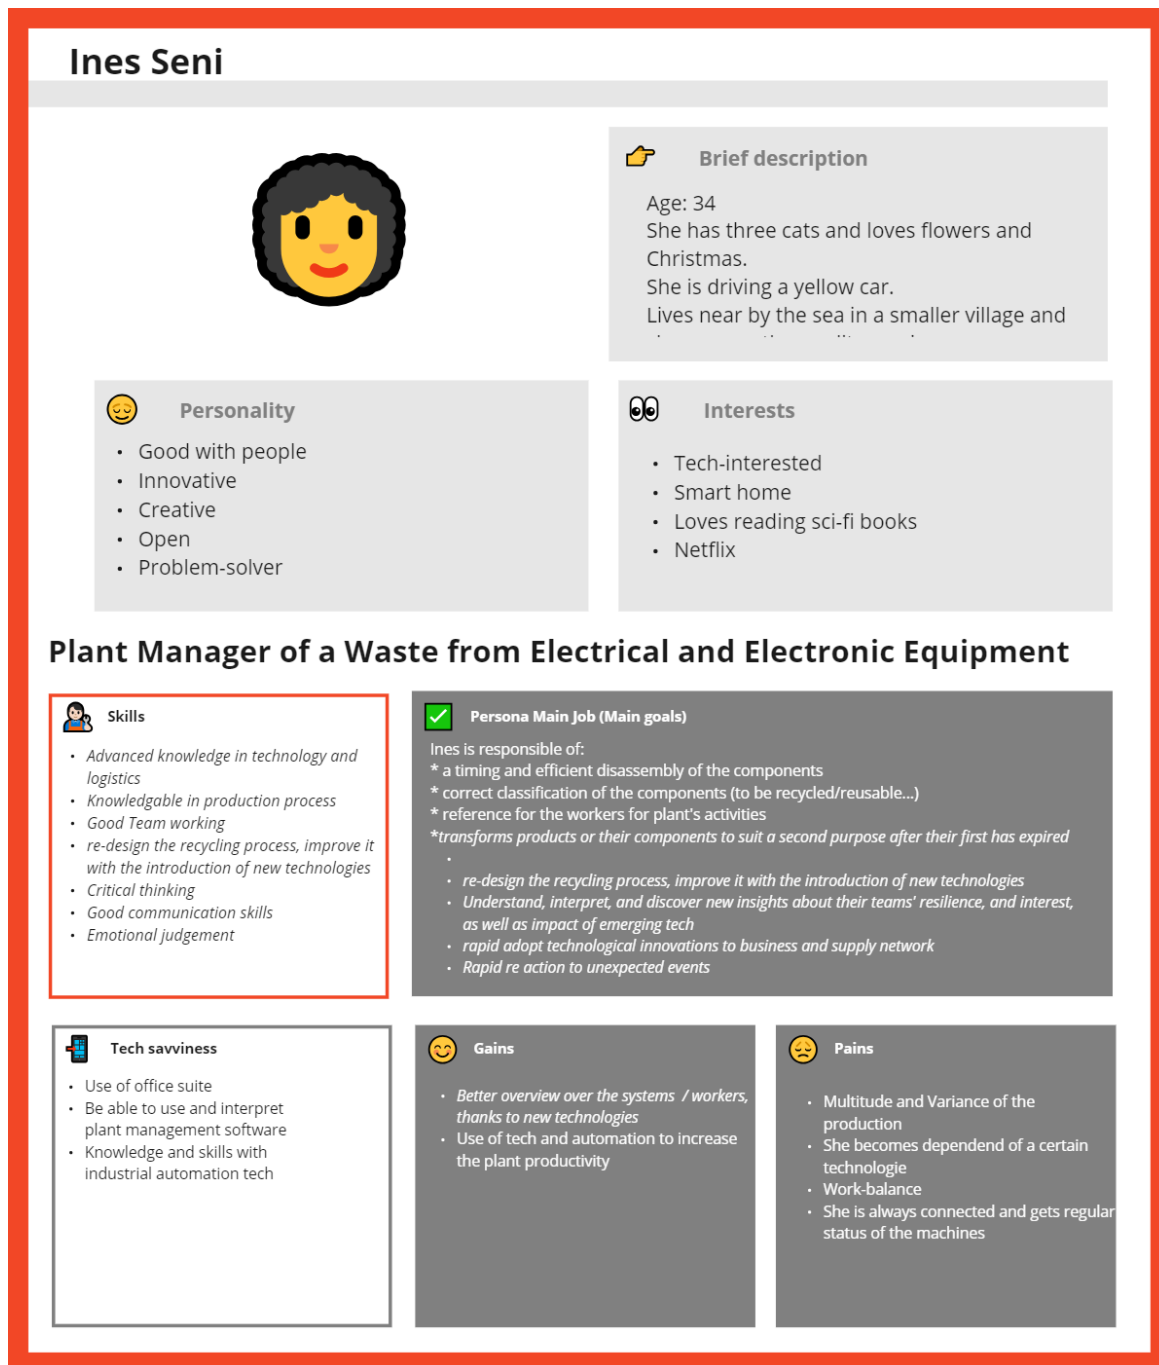 Ines Seni
Brief description
Age: 34
She has three cats and loves flowers and
Christmas.
She is driving a yellow car.
Lives near by the sea in a smaller village and
Personality
• Good with people
• Innovative
• Creative
• Open
• Problem-solver
Interests
• Tech-interested
• Smart home
• Loves reading sci-fi books
• Netflix
Plant Manager of a Waste from Electrical and Electronic Equipment
Skills
• Advanced knowledge in technology and
logistics
• Knowledgable in production process
• Good Team working
• re-design the recycling process, improve it
with the introduction of new technologies
• Critical thinking
• Good communication skills
• Emotional judgement
Persona Main Job (Main goals)
Ines is responsible of:
* a timing and efficient disassembly of the components
* correct classification of the components (to be recycled/reusable...)
* reference for the workers for plant's activities
*transforms products or their components to suit a second purpose after their first has expired
•
• re-design the recycling process, improve it with the introduction of new technologies
• Understand, interpret, and discover new insights about their teams' resilience, and interest,
as well as impact of emerging tech
• rapid adopt technological innovations to business and supply network
• Rapid re action to unexpected events
Tech savviness
• Use of office suite
• Be able to use and interpret
plant management software
• Knowledge and skills with
industrial automation tech
Gains
• Better overview over the systems / workers,
thanks to new technologies
• Use of tech and automation to increase
the plant productivity
Pains
• Multitude and Variance of the
production
• She becomes dependend of a certain
technologie
• Work-balance
• She is always connected and gets regular
status of the machines